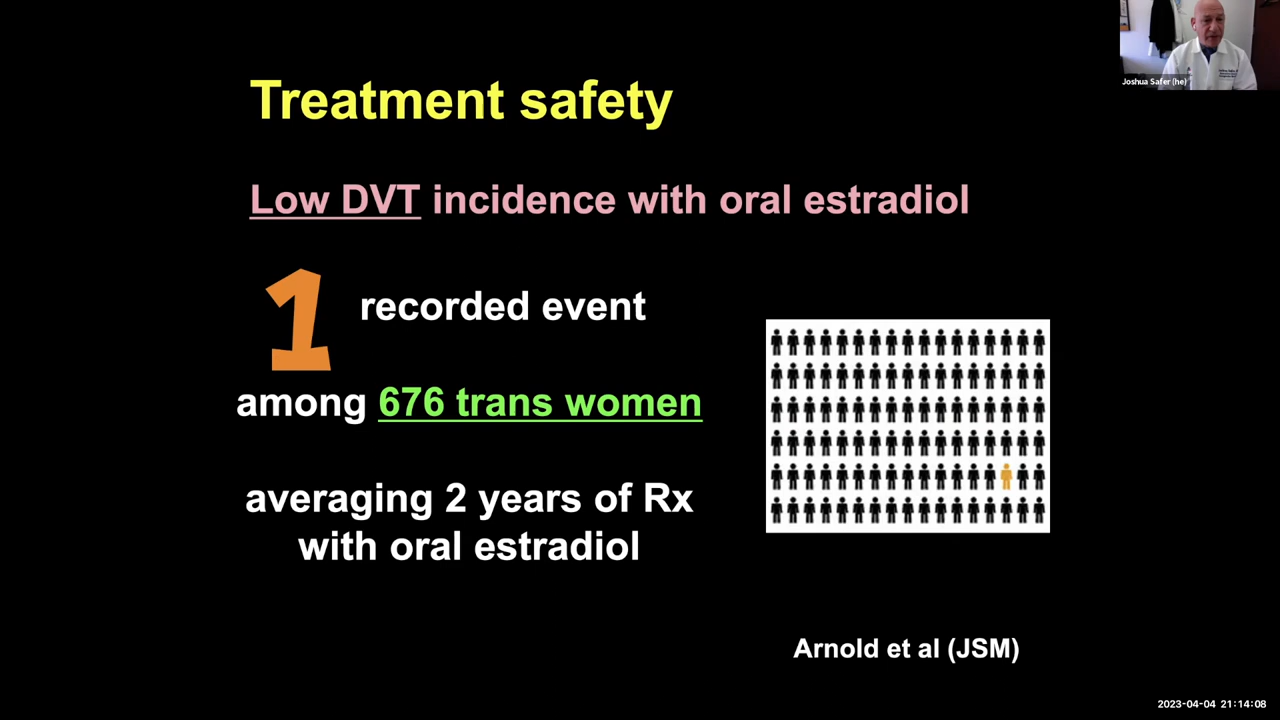 Treatment safety
Joshua Safer (he)
Low DVT incidence with oral estradiol
1 recorded event
among 676 trans women
averaging 2 years of Rx
with oral estradiol
Arnold et al (JSM)
2023-04-04 21:14:08